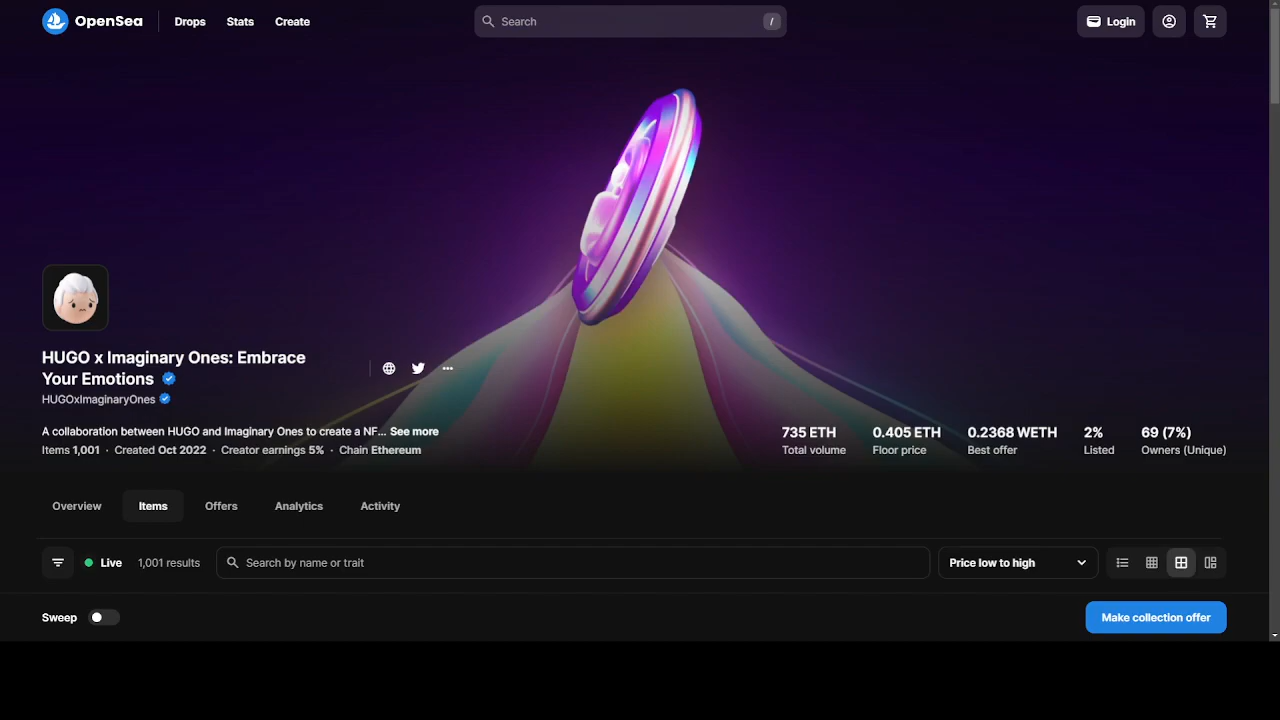 OpenSea Drops Stats Create Search / Login
HUGO x Imaginary Ones: Embrace
Your Emotions
HUGOxImaginaryOnes
A collaboration between HUGO and Imaginary Ones to create a NF... See more
Items 1,001 · Created Oct 2022 · Creator earnings 5% · Chain Ethereum
735 ETH 0.405 ETH 0.2368 WETH 2% 69 (7%)
Total volume Floor price Best offer Listed Owners (Unique)
Overview Items Offers Analytics Activity
Live 1,001 results Search by name or trait Price low to high
Sweep Make collection offer